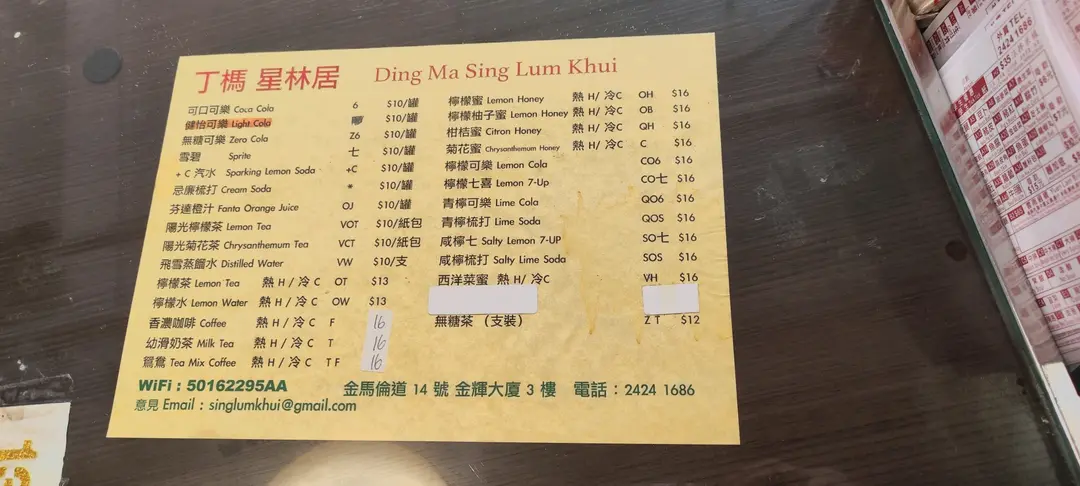 丁榪 星林居 Ding Ma Sing Lum Khui
可口可樂 Coca Cola 6 $10/罐
健怡可樂 Light Cola $10/罐
無糖可樂 Zero Cola Z6 $10/罐
雪碧 Sprite 七 $10/罐
+ C 汽水 Sparking Lemon Soda +C $10/罐
忌廉梳打 Cream Soda * $10/罐
芬達橙汁 Fanta Orange Juice OJ $10/罐
陽光檸檬茶 Lemon Tea VOT $10/紙包
陽光菊花茶 Chrysanthemum Tea VCT $10/紙包
飛雪蒸餾水 Distilled Water VW $10/支
檸檬茶 Lemon Tea 熱 H / 冷 C OT $13
檸檬水 Lemon Water 熱 H / 冷 C OW $13
香濃咖啡 Coffee 熱 H / 冷 C F 16
幼滑奶茶 Milk Tea 熱 H / 冷 C T 16
鴛鴦 Tea Mix Coffee 熱 H / 冷 C T F 16
檸檬蜜 Lemon Honey 熱 H/ 冷C OH $16
檸檬柚子蜜 Lemon Honey 熱 H/ 冷C OB $16
柑桔蜜 Citron Honey 熱 H/ 冷C QH $16
菊花蜜 Chrysanthemum Honey 熱 H/ 冷C C $16
檸檬可樂 Lemon Cola CO6 $16
檸檬七喜 Lemon 7-Up CO七 $16
青檸可樂 Lime Cola QO6 $16
青檸梳打 Lime Soda QOS $16
咸檸七 Salty Lemon 7-UP SO七 $16
咸檸梳打 Salty Lime Soda SOS $16
西洋菜蜜 熱 H / 冷C VH $16
無糖茶 （支裝） Z T $12
WiFi : 50162295AA
意見 Email : singlumkhui@gmail.com
金馬倫道 14 號 金輝大廈 3 樓 電話：2424 1686
外賣 TEL:
2424 1686